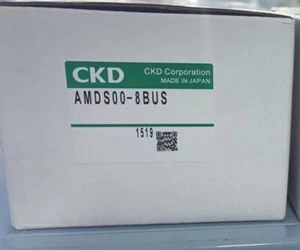 CKD
CKD Corporation
MADE IN JAPAN
AMDS00-8BUS
1519